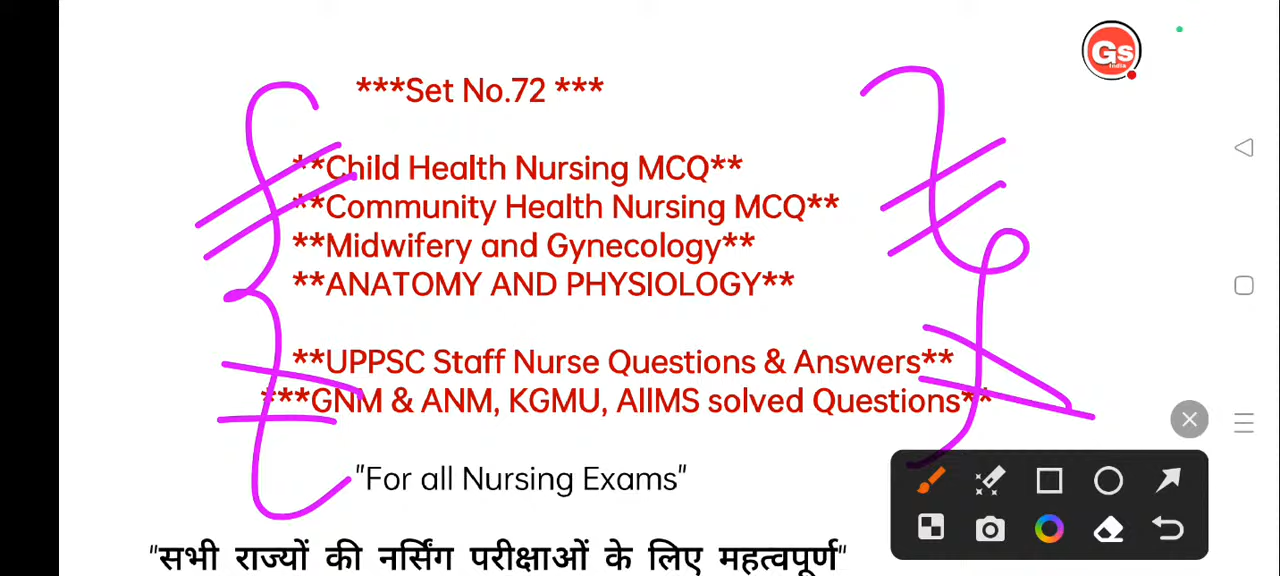 Gs
India
***Set No.72 ***
**Child Health Nursing MCQ**
**Community Health Nursing MCQ**
**Midwifery and Gynecology**
**ANATOMY AND PHYSIOLOGY**
**UPPSC Staff Nurse Questions & Answers**
***GNM & ANM, KGMU, AIIMS solved Questions**
"For all Nursing Exams"
"सभी राज्यों की नर्सिंग परीक्षाओं के लिए महत्वपूर्ण"